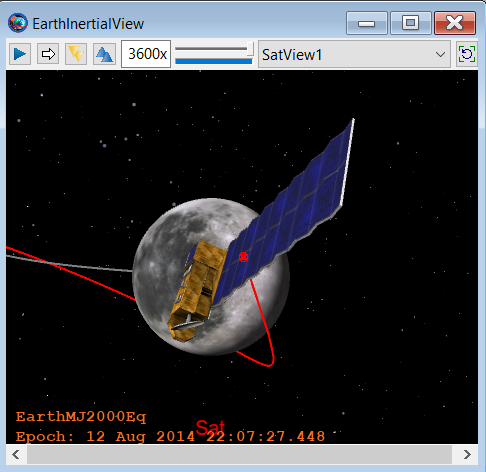 EarthInertialView
3600x SatView1
Sat
EarthMJ2000Eq
Epoch: 12 Aug 2014 22:07:27.448